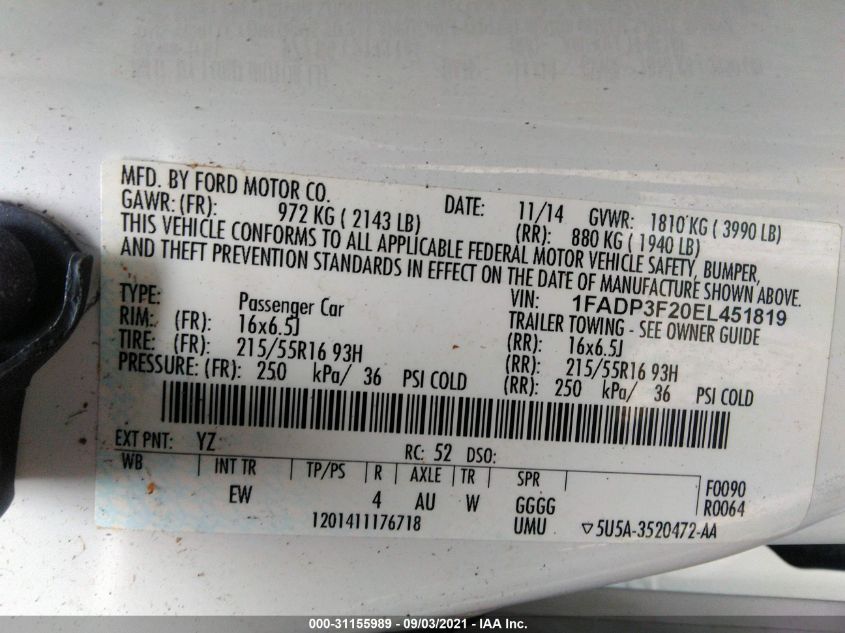 MFD. BY FORD MOTOR CO.
DATE: 11/14 GVWR: 1810 KG ( 3990 LB)
GAWR: (FR): 972 KG ( 2143 LB) (RR): 880 KG ( 1940 LB)
THIS VEHICLE CONFORMS TO ALL APPLICABLE FEDERAL MOTOR VEHICLE SAFETY, BUMPER,
AND THEFT PREVENTION STANDARDS IN EFFECT ON THE DATE OF MANUFACTURE SHOWN ABOVE.
TYPE: Passenger Car VIN: 1FADP3F20EL451819
TRAILER TOWING - SEE OWNER GUIDE
RIM: (FR): 16x6.5J (RR): 16x6.5J
TIRE: (FR): 215/55R16 93H (RR): 215/55R16 93H
PRESSURE: (FR): 250 kPa/ 36 PSI COLD (RR): 250 kPa/ 36 PSI COLD
EXT PNT: YZ RC: 52 DSO:
WB INT TR TP/PS R AXLE TR SPR F0090
EW 4 AU W GGGG R0064
1201411176718 UMU ▽5U5A-3520472-AA
000-31155989 - 09/03/2021 - IAA Inc.